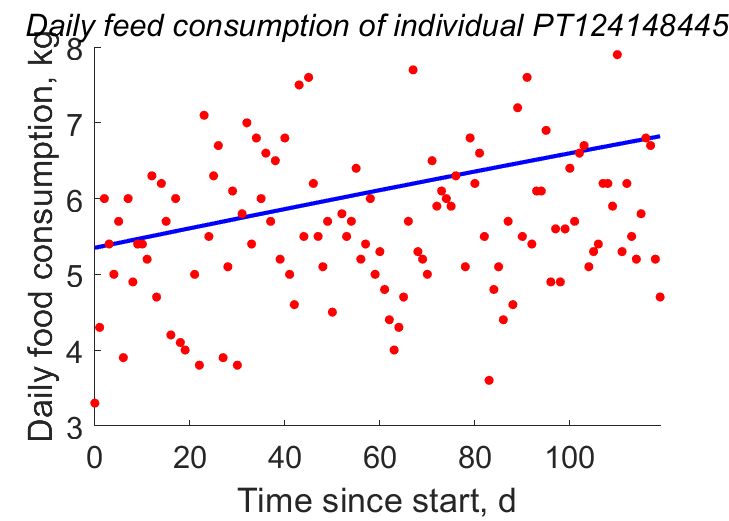 Daily feed consumption of individual PT124148445
Daily food consumption, kg
8
7
6
5
4
3
0 20 40 60 80 100
Time since start, d